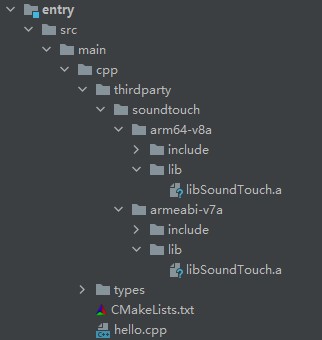 entry
src
main
cpp
thirdparty
soundtouch
arm64-v8a
include
lib
libSoundTouch.a
armeabi-v7a
include
lib
libSoundTouch.a
types
CMakeLists.txt
hello.cpp